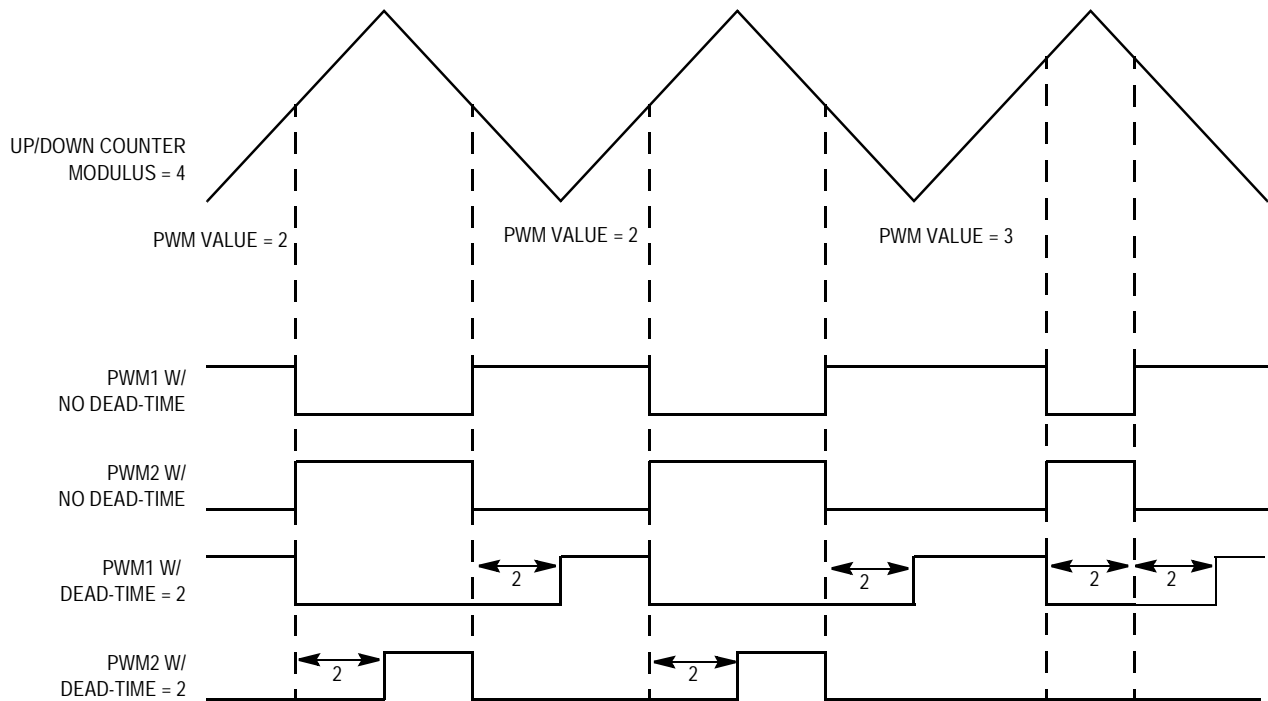 UP/DOWN COUNTER
MODULUS = 4
PWM VALUE = 2
PWM VALUE = 2
PWM VALUE = 3
PWM1 W/
NO DEAD-TIME
PWM2 W/
NO DEAD-TIME
PWM1 W/
DEAD-TIME = 2
2
2
2
2
PWM2 W/
DEAD-TIME = 2
2
2